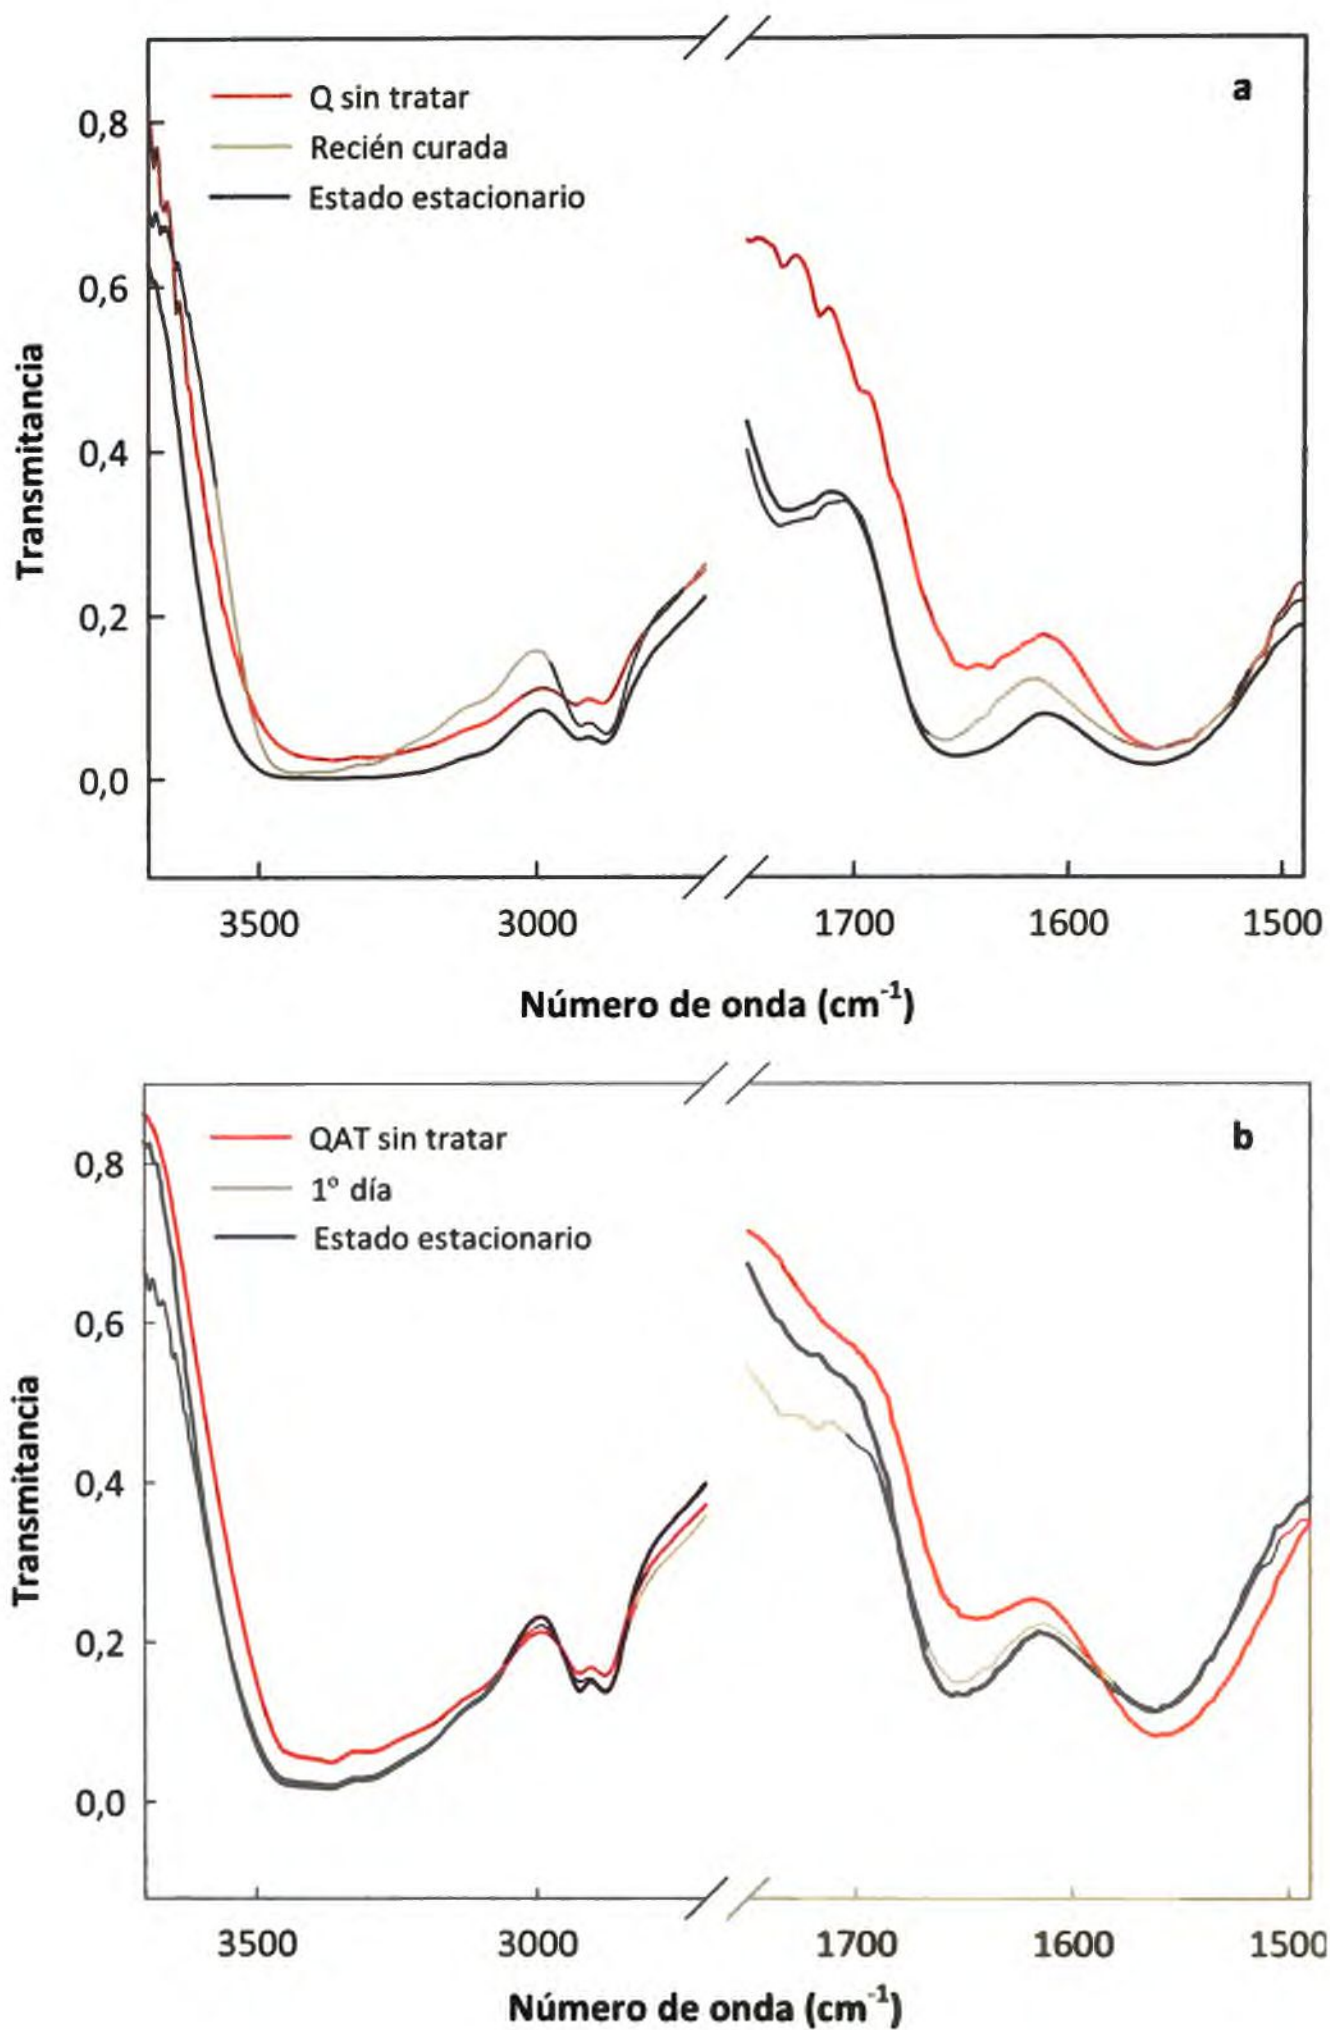 a
Q sin tratar
Recién curada
Estado estacionario
0,8
0,6
0,4
0,2
0,0
Transmitancia
3500 3000 1700 1600 1500
Número de onda (cm⁻¹)
b
QAT sin tratar
1º día
Estado estacionario
0,8
0,6
0,4
0,2
0,0
Transmitancia
3500 3000 1700 1600 1500
Número de onda (cm⁻¹)